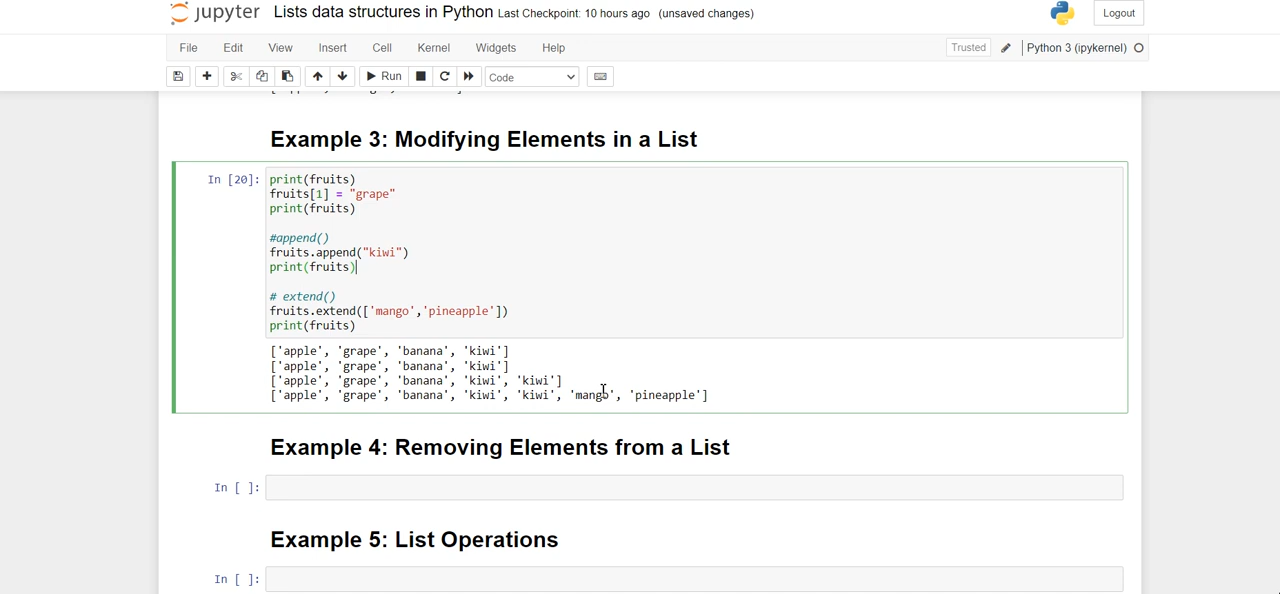 jupyter Lists data structures in Python Last Checkpoint: 10 hours ago (unsaved changes)
Logout
File Edit View Insert Cell Kernel Widgets Help
Trusted Python 3 (ipykernel)
Run Code
Example 3: Modifying Elements in a List
In [20]: print(fruits)
fruits[1] = "grape"
print(fruits)
#append()
fruits.append("kiwi")
print(fruits)
# extend()
fruits.extend(['mango','pineapple'])
print(fruits)
['apple', 'grape', 'banana', 'kiwi']
['apple', 'grape', 'banana', 'kiwi']
['apple', 'grape', 'banana', 'kiwi', 'kiwi']
['apple', 'grape', 'banana', 'kiwi', 'kiwi', 'mango', 'pineapple']
Example 4: Removing Elements from a List
In [ ]:
Example 5: List Operations
In [ ]: